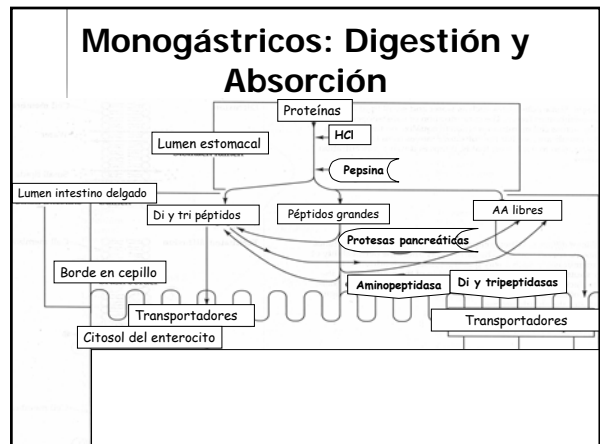 Monogástricos: Digestión y
Absorción
Proteínas
HCl
Lumen estomacal
Pepsina
Lumen intestino delgado
Di y tri péptidos
Péptidos grandes
AA libres
Protesas pancreáticas
Borde en cepillo
Aminopeptidasa
Di y tripeptidasas
Transportadores
Transportadores
Citosol del enterocito